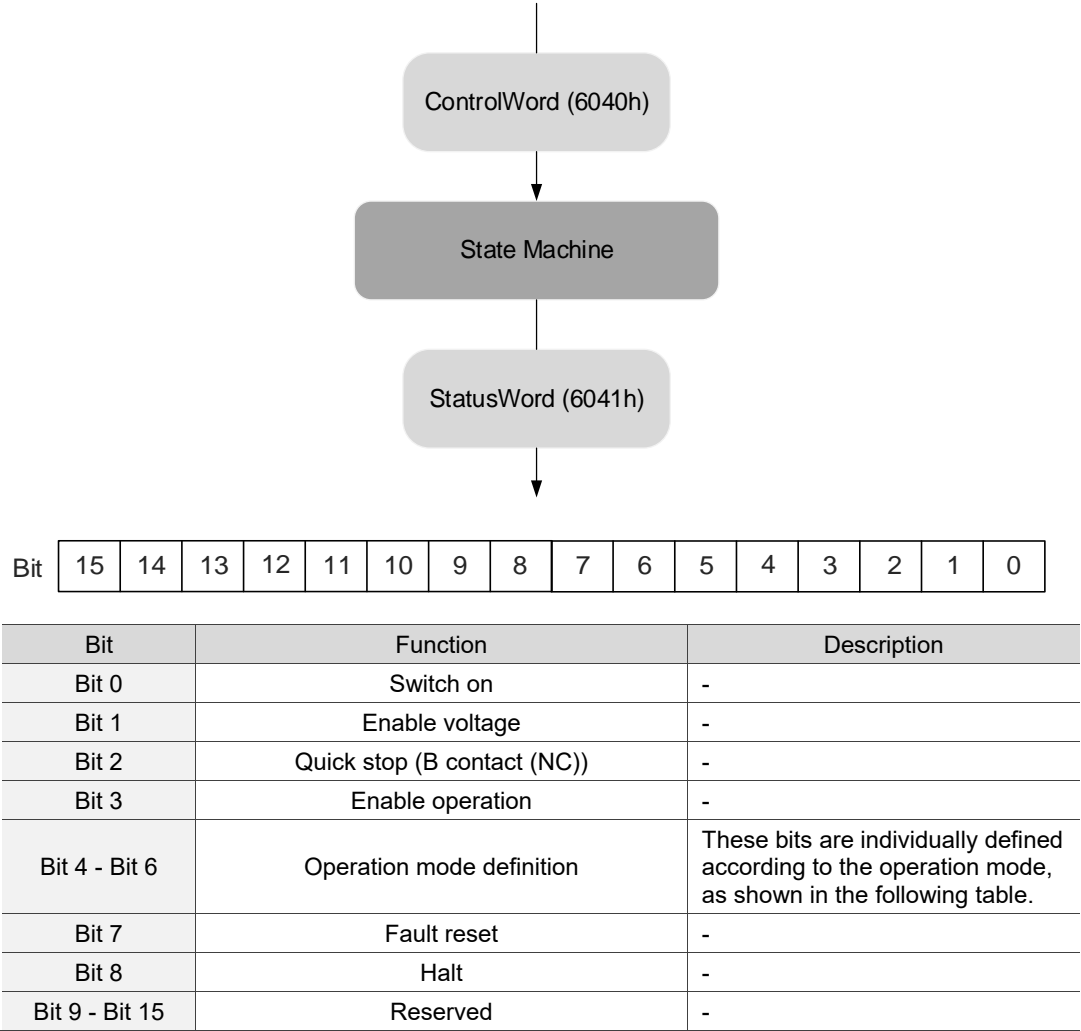 ControlWord (6040h)
State Machine
StatusWord (6041h)
Bit 15 14 13 12 11 10 9 8 7 6 5 4 3 2 1 0
Bit Function Description
Bit 0 Switch on -
Bit 1 Enable voltage -
Bit 2 Quick stop (B contact (NC)) -
Bit 3 Enable operation -
Bit 4 - Bit 6 Operation mode definition These bits are individually defined
according to the operation mode,
as shown in the following table.
Bit 7 Fault reset -
Bit 8 Halt -
Bit 9 - Bit 15 Reserved -